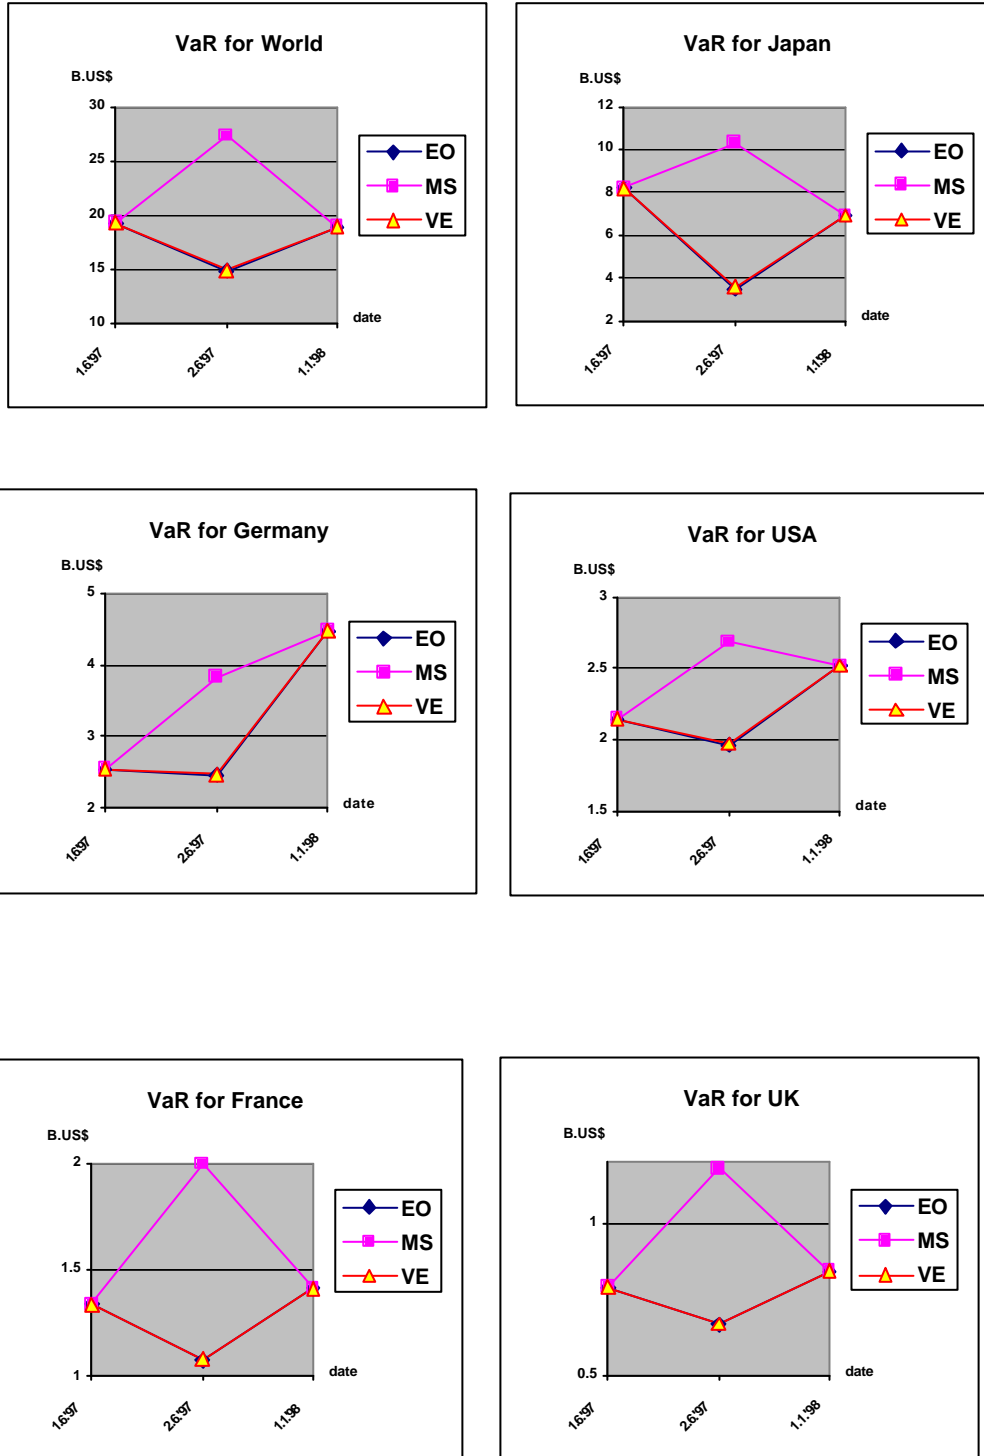 VaR for World
B.US$
30
25
20
15
10
date
1.6.'97
2.6.'97
1.1.'98
EO
MS
VE
VaR for Japan
B.US$
12
10
8
6
4
2
date
1.6.'97
2.6.'97
1.1.'98
EO
MS
VE
VaR for Germany
B.US$
5
4
3
2
date
1.6.'97
2.6.'97
1.1.'98
EO
MS
VE
VaR for USA
B.US$
3
2.5
2
1.5
date
1.6.'97
2.6.'97
1.1.'98
EO
MS
VE
VaR for France
B.US$
2
1.5
1
date
1.6.'97
2.6.'97
1.1.'98
EO
MS
VE
VaR for UK
B.US$
1
0.5
date
1.6.'97
2.6.'97
1.1.'98
EO
MS
VE